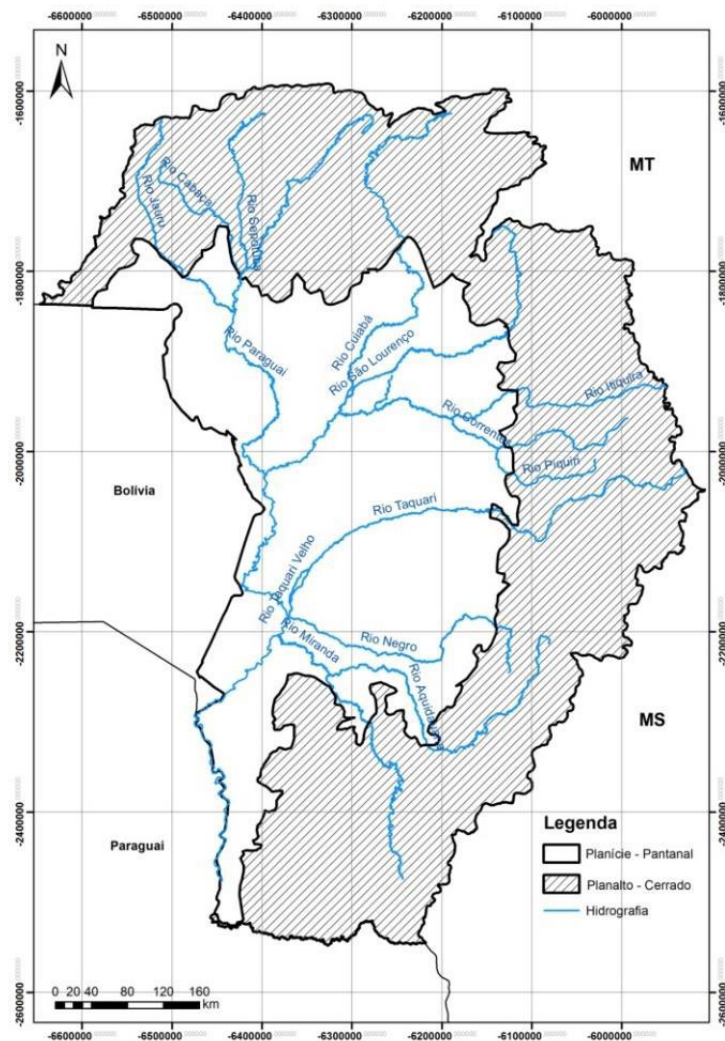 -6600000 -6500000 -6400000 -6300000 -6200000 -6100000 -6000000
N
-1600000 -1600000
MT
Rio Cabaçal
Rio Jauru
Rio Sepotuba
-1800000 -1800000
Rio Paraguai
Rio Cuiabá
Rio São Lourenço
Rio Itiquira
Rio Corrente
-2000000 -2000000
Rio Piquiri
Bolívia
Rio Taquari
Rio Taquari Velho
-2200000 -2200000
Rio Miranda
Rio Negro
Rio Aquidauana
MS
-2400000 -2400000
Legenda
Paraguai
Planície - Pantanal
Planalto - Cerrado
Hidrografia
0 20 40 80 120 160
km
-2600000 -2600000
-6600000 -6500000 -6400000 -6300000 -6200000 -6100000 -6000000